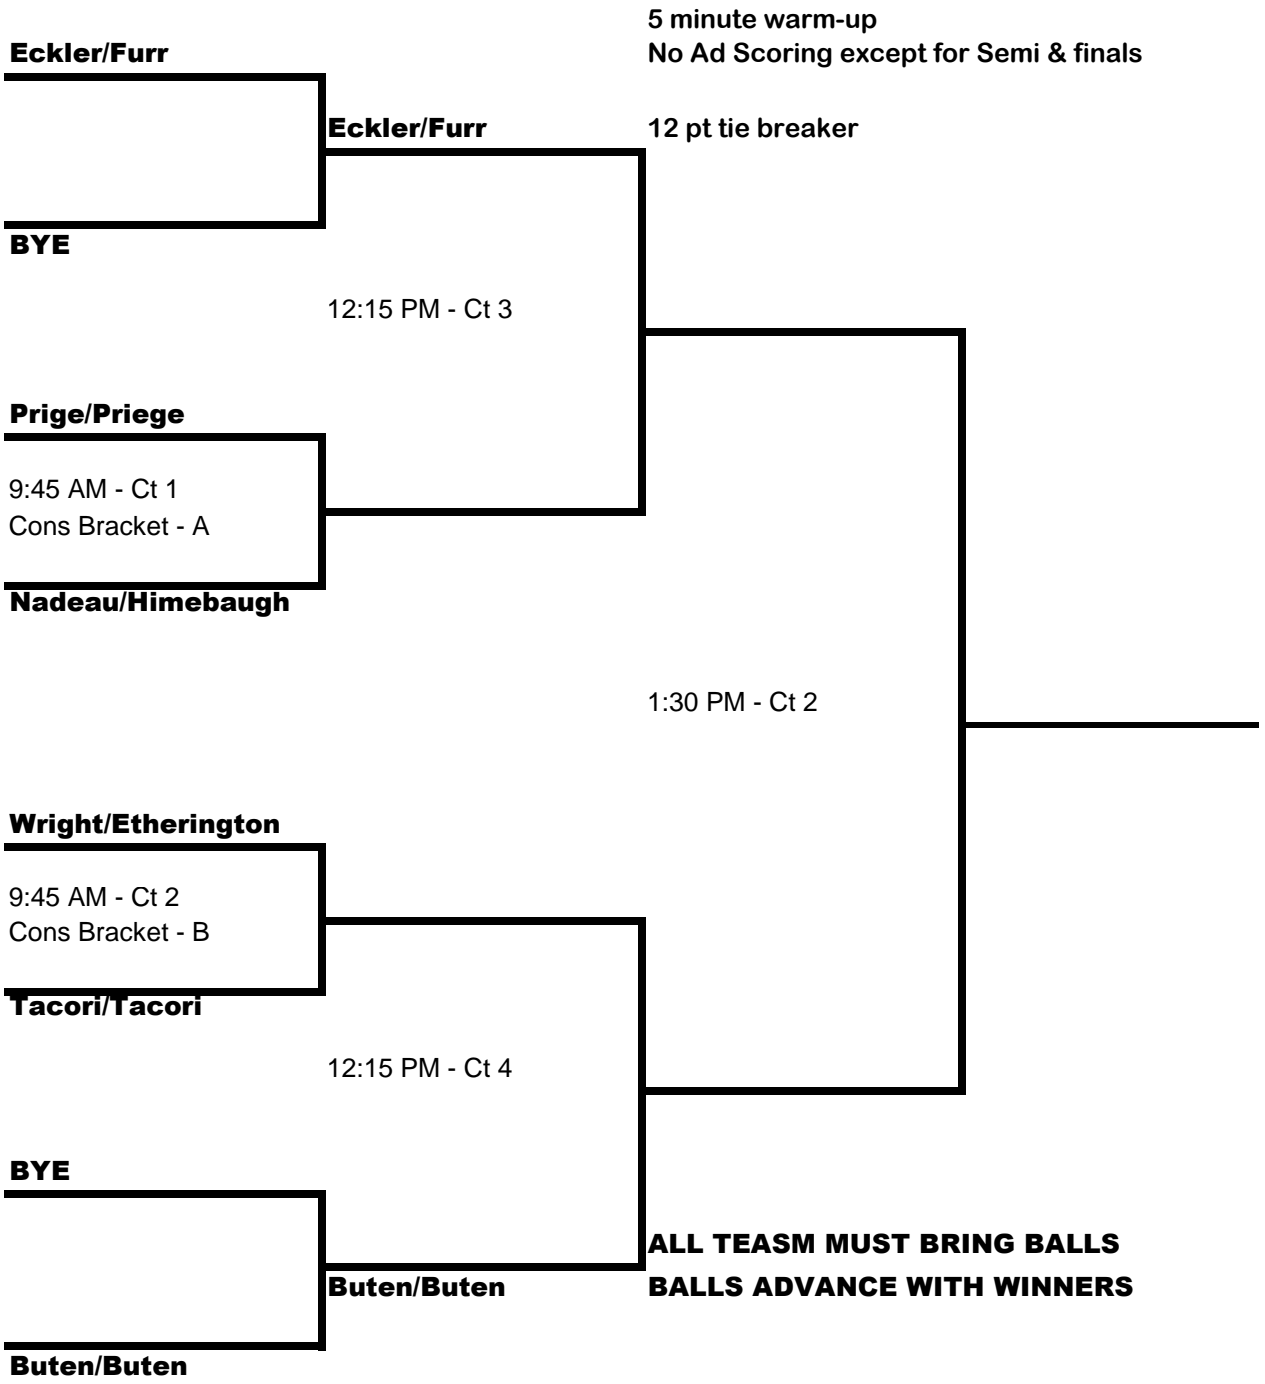 5 minute warm-up
Eckler/Furr
No Ad Scoring except for Semi & finals
Eckler/Furr
12 pt tie breaker
BYE
12:15 PM - Ct 3
Prige/Priege
9:45 AM - Ct 1
Cons Bracket - A
Nadeau/Himebaugh
1:30 PM - Ct 2
Wright/Etherington
9:45 AM - Ct 2
Cons Bracket - B
Tacori/Tacori
12:15 PM - Ct 4
BYE
ALL TEASM MUST BRING BALLS
Buten/Buten
BALLS ADVANCE WITH WINNERS
Buten/Buten